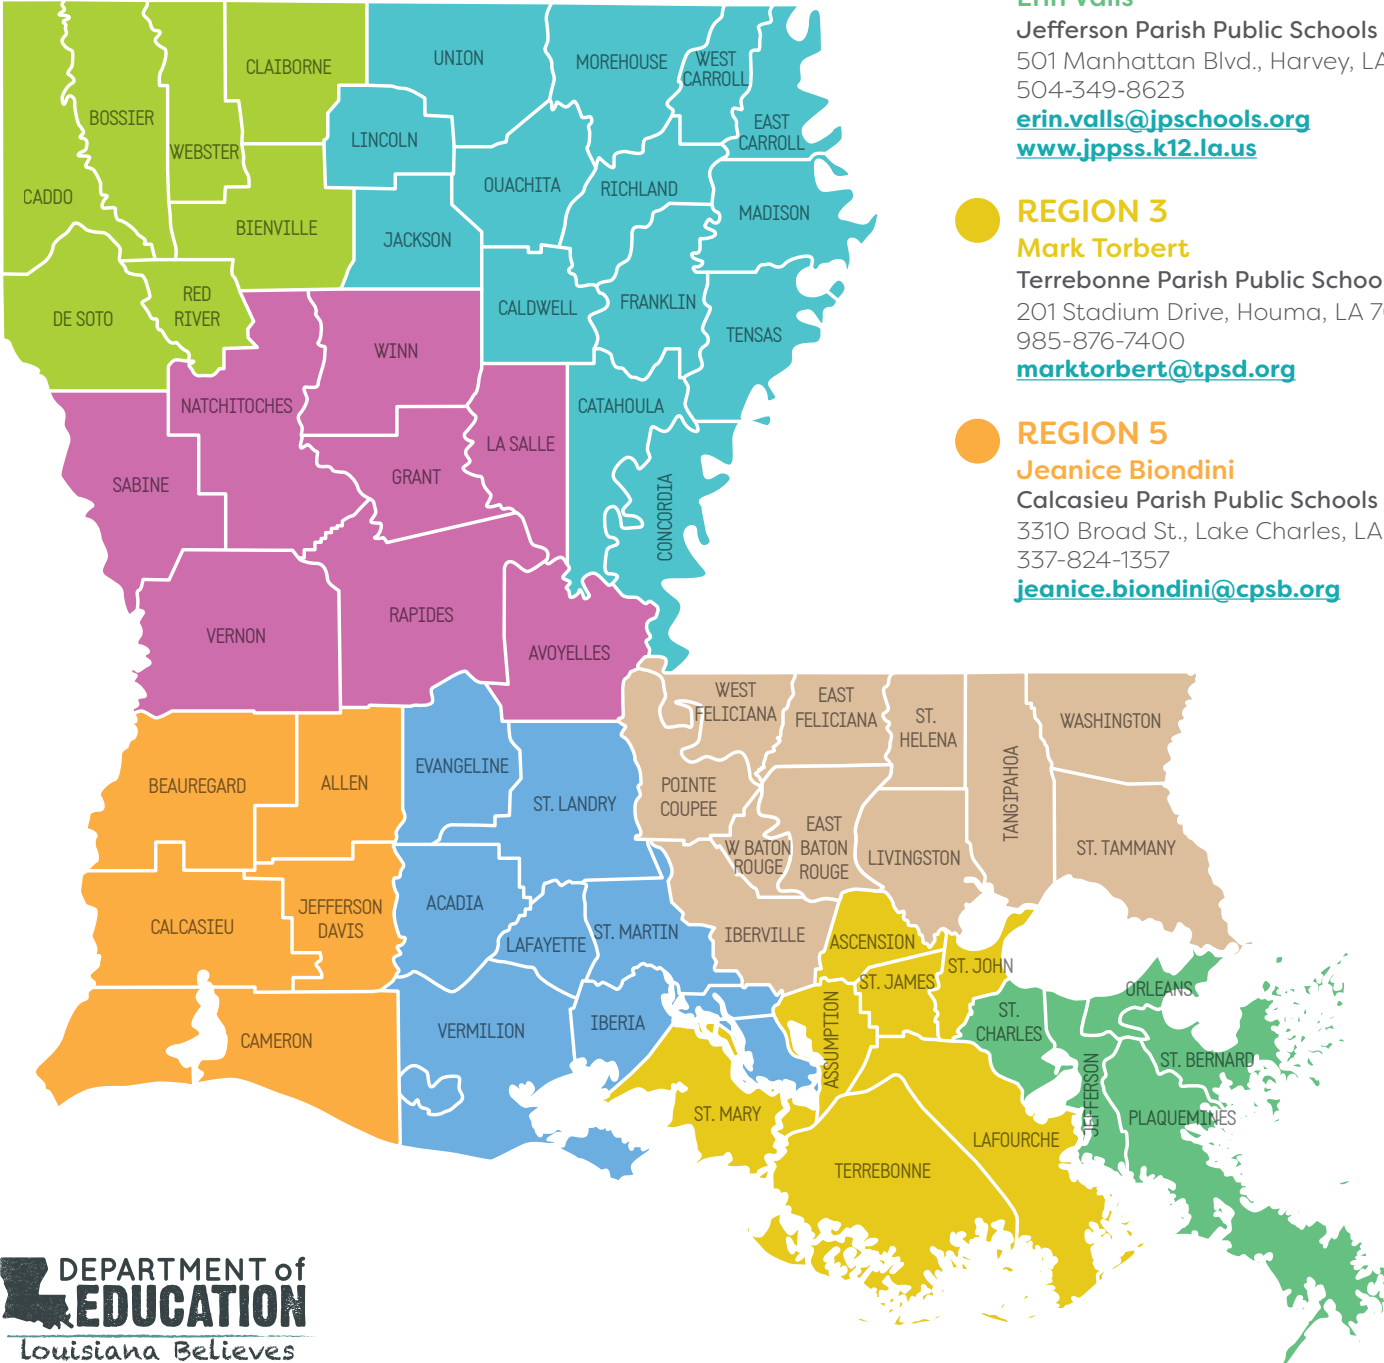 Erin Valls
Jefferson Parish Public Schools
501 Manhattan Blvd., Harvey, LA
504-349-8623
erin.valls@jpschools.org
www.jppss.k12.la.us
REGION 3
Mark Torbert
Terrebonne Parish Public Schoo
201 Stadium Drive, Houma, LA 7
985-876-7400
marktorbert@tpsd.org
REGION 5
Jeanice Biondini
Calcasieu Parish Public Schools
3310 Broad St., Lake Charles, LA
337-824-1357
jeanice.biondini@cpsb.org
CLAIBORNE
UNION
MOREHOUSE
WEST
CARROLL
BOSSIER
WEBSTER
LINCOLN
EAST
CARROLL
CADDO
OUACHITA
RICHLAND
MADISON
BIENVILLE
JACKSON
DE SOTO
RED
RIVER
CALDWELL
FRANKLIN
TENSAS
WINN
NATCHITOCHES
CATAHOULA
LA SALLE
SABINE
GRANT
CONCORDIA
VERNON
RAPIDES
AVOYELLES
WEST
FELICIANA
EAST
FELICIANA
ST.
HELENA
TANGIPAHOA
WASHINGTON
BEAUREGARD
ALLEN
EVANGELINE
ST. LANDRY
POINTE
COUPEE
W BATON
ROUGE
EAST
BATON
ROUGE
LIVINGSTON
ST. TAMMANY
CALCASIEU
JEFFERSON
DAVIS
ACADIA
LAFAYETTE
ST. MARTIN
IBERVILLE
ASCENSION
ST. JAMES
ST. JOHN
ORLEANS
CAMERON
VERMILION
IBERIA
ASSUMPTION
ST.
CHARLES
JEFFERSON
ST. BERNARD
PLAQUEMINES
ST. MARY
TERREBONNE
LAFOURCHE
DEPARTMENT of
EDUCATION
Louisiana Believes